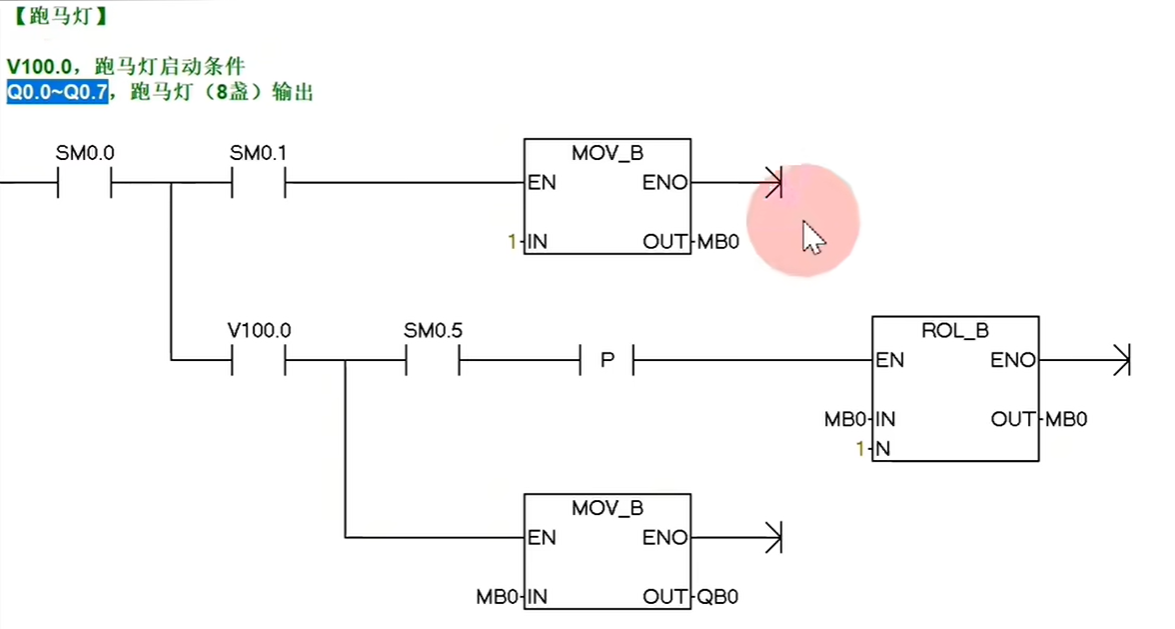 【跑马灯】
V100.0，跑马灯启动条件
Q0.0~Q0.7，跑马灯（8盏）输出
SM0.0 SM0.1 MOV_B
EN ENO
1 IN OUT MB0
V100.0 SM0.5 ROL_B
P EN ENO
MB0 IN OUT MB0
1 N
MOV_B
EN ENO
MB0 IN OUT QB0